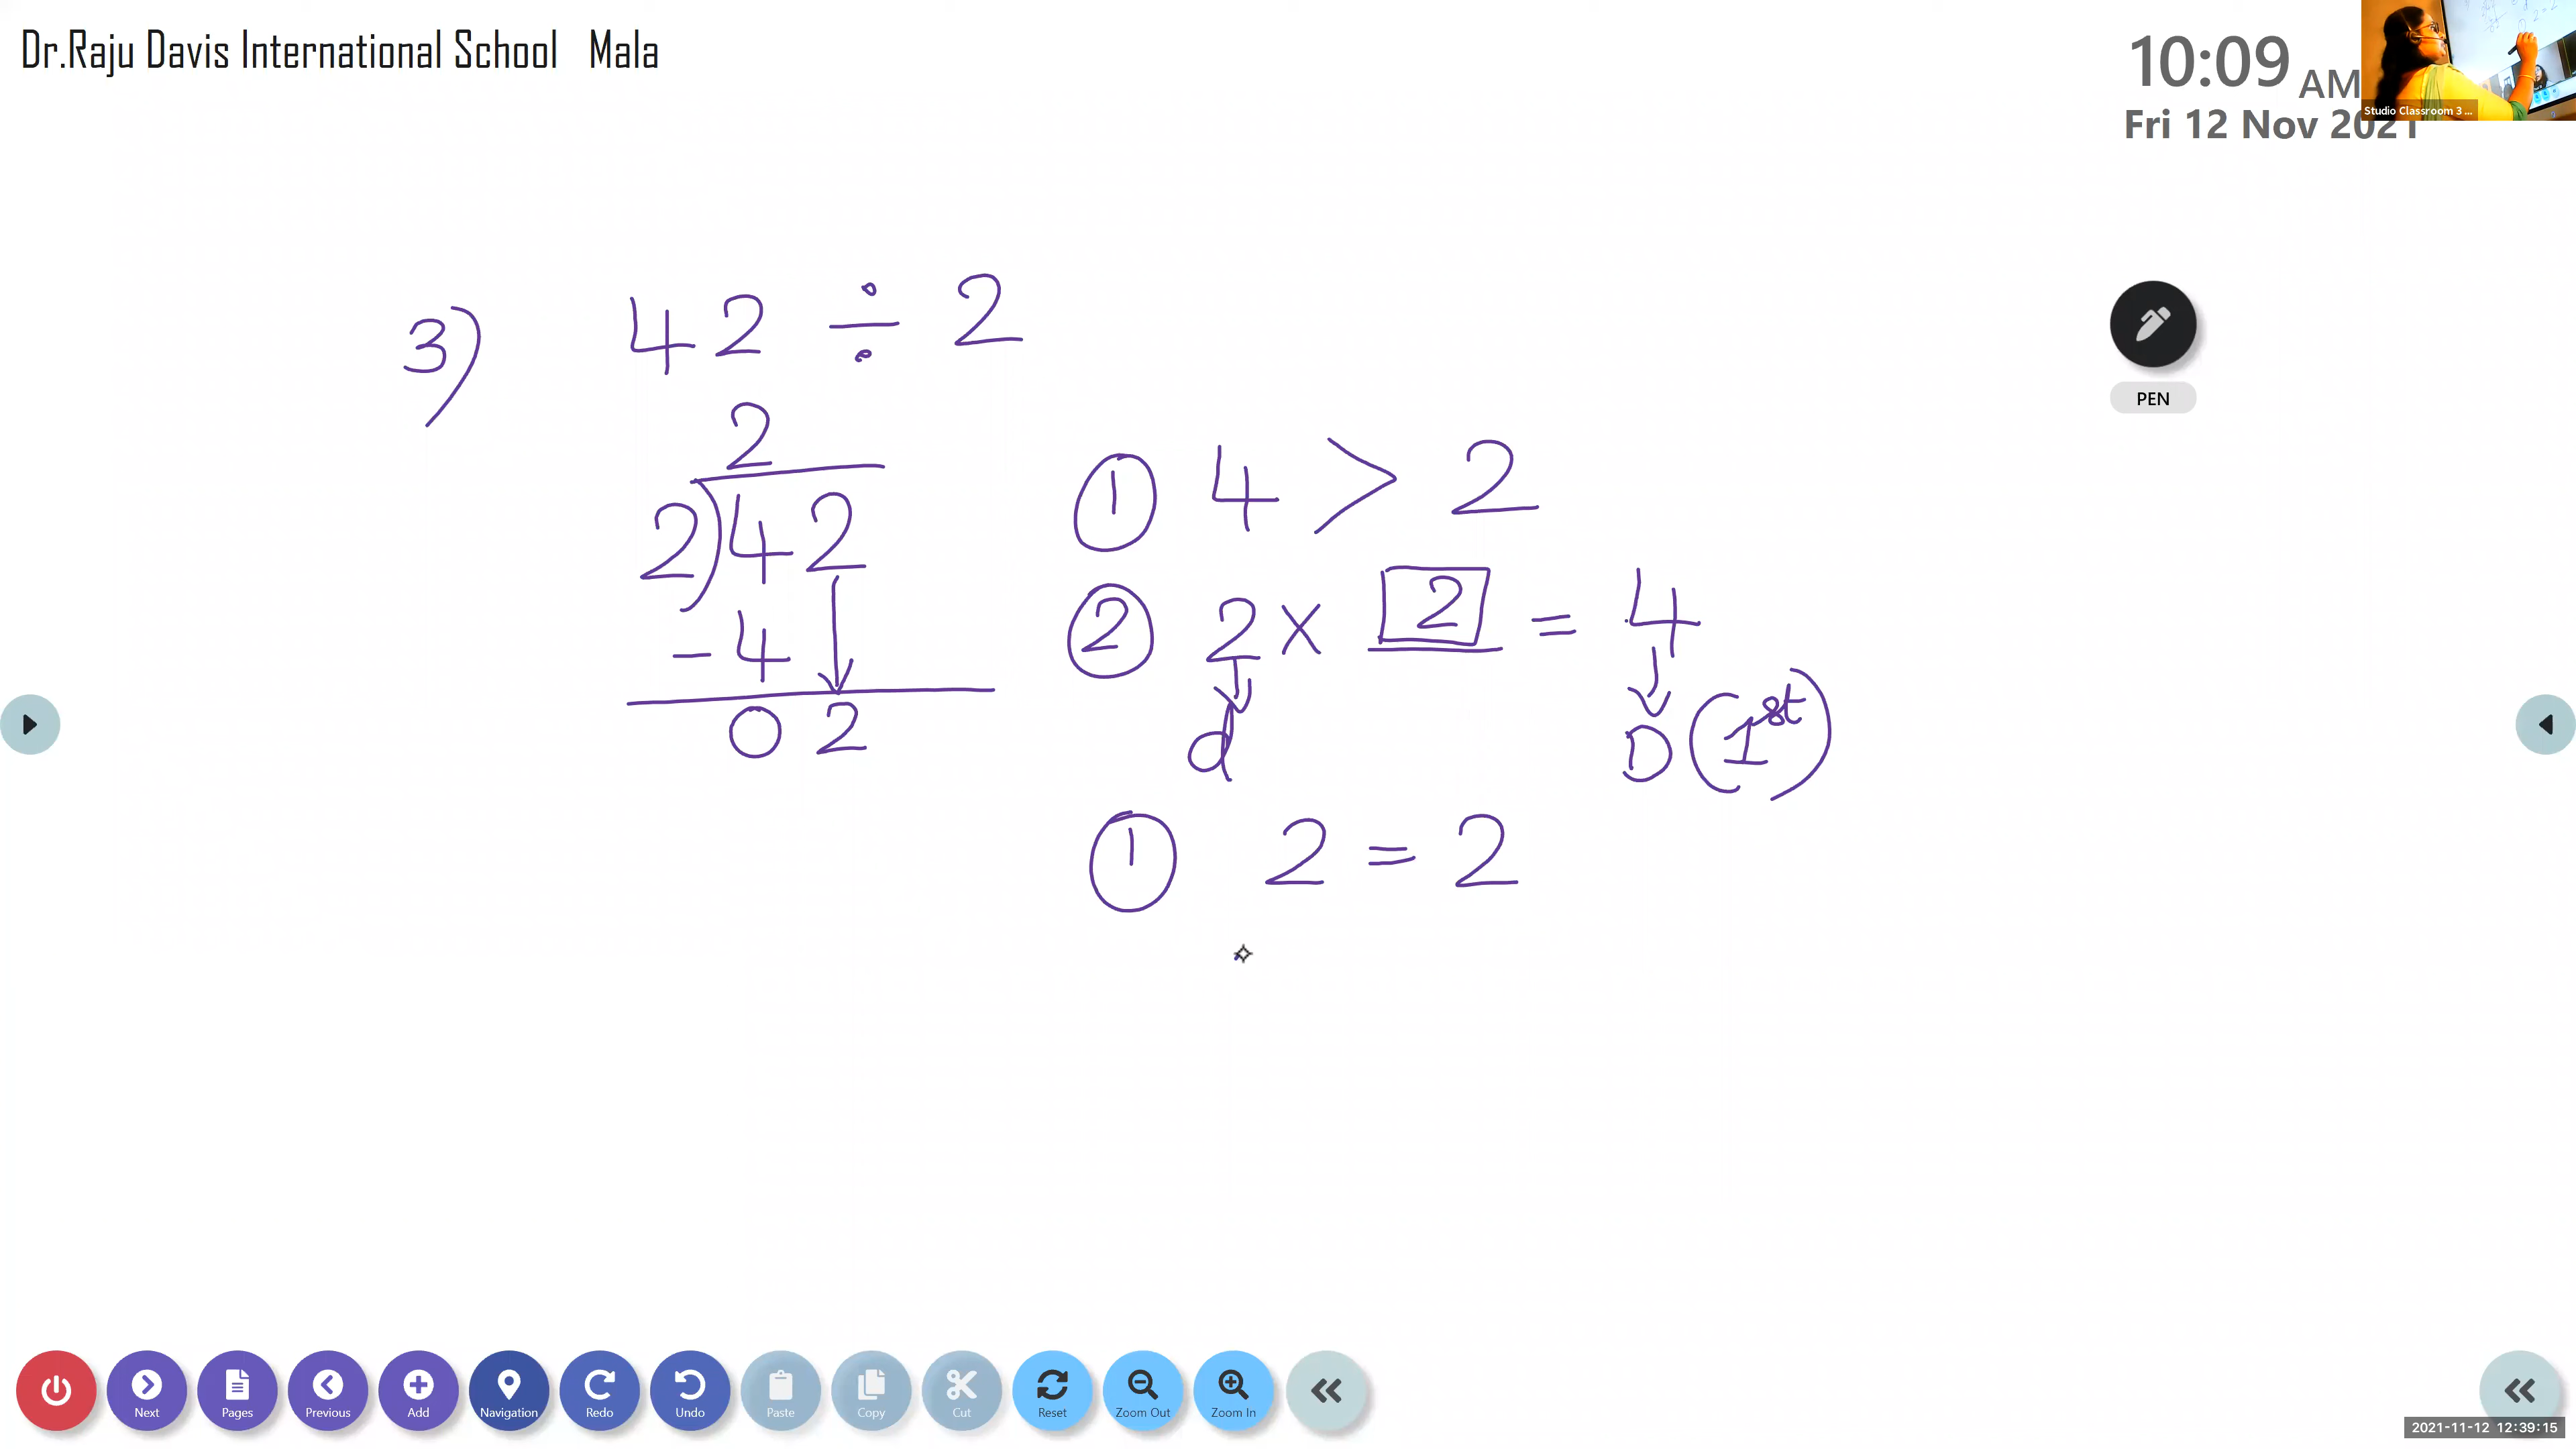 Dr.Raju Davis International School Mala
10:09 AM
Fri 12 Nov 2021
Studio Classroom 3 ...
PEN
3) 42 ÷ 2
2
2)42
-4
02
① 4 > 2
② 2 × 2 = 4
d D (1st)
① 2 = 2
Next Pages Previous Add Navigation Redo Undo Paste Copy Cut Reset Zoom Out Zoom In
2021-11-12 12:39:15